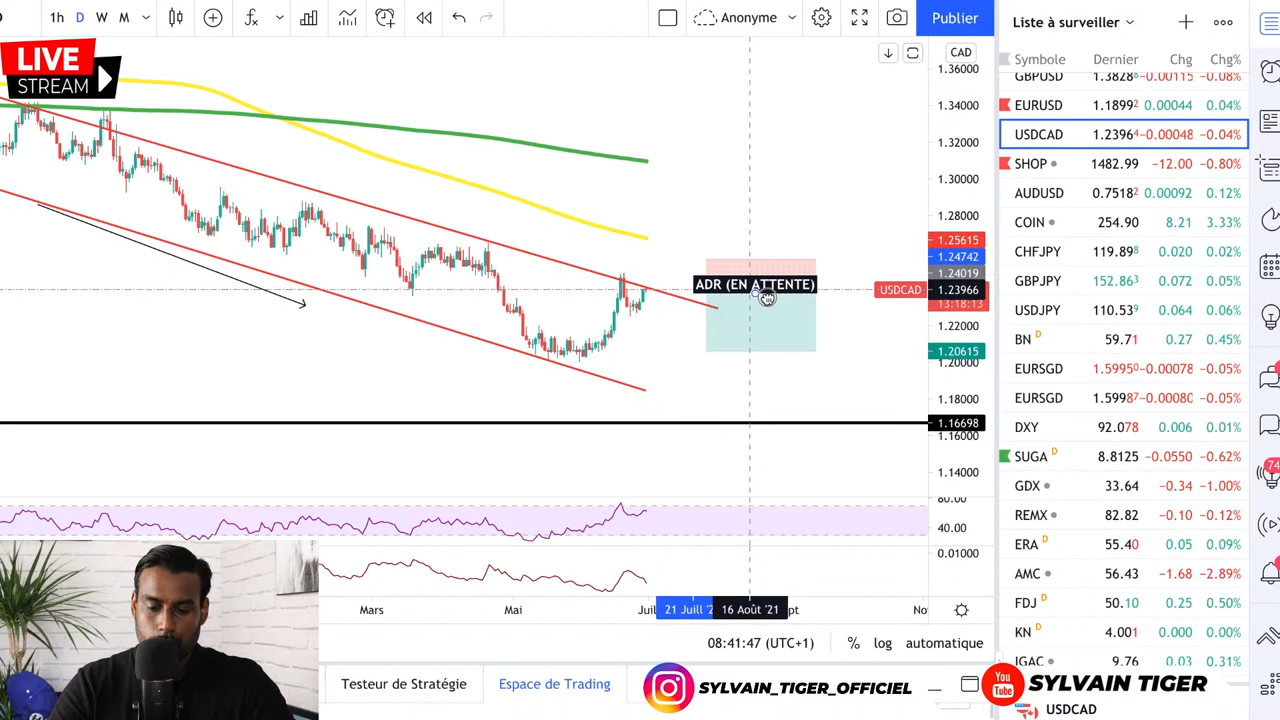 1h D W M
Anonyme
Publier
Liste à surveiller
LIVE
STREAM
CAD
1.36000
1.34000
1.32000
1.30000
1.28000
1.25615
1.24742
1.24019
USDCAD 1.23966
13:18:13
1.22000
1.20615
1.20000
1.18000
1.16698
1.16000
1.14000
80.00
40.00
0.01000
ADR (EN ATTENTE)
Mars Mai Juil 21 Juill '2 16 Août '21 pt No
08:41:47 (UTC+1) % log automatique
Testeur de Stratégie Espace de Trading
SYLVAIN_TIGER_OFFICIEL
You
Tube
SYLVAIN TIGER
Symbole Dernier Chg Chg%
GBPUSD 1.3828⁸ -0.00115 -0.08%
EURUSD 1.1899² 0.00044 0.04%
USDCAD 1.2396⁴ -0.00048 -0.04%
SHOP 1482.99 -12.00 -0.80%
AUDUSD 0.7518² 0.00092 0.12%
COIN 254.90 8.21 3.33%
CHFJPY 119.89⁸ 0.020 0.02%
GBPJPY 152.86³ 0.072 0.05%
USDJPY 110.53⁹ 0.064 0.06%
BN D 59.71 0.27 0.45%
EURSGD 1.5995⁰ -0.00078 -0.05%
EURSGD 1.59987 -0.00080 -0.05%
DXY 92.078 0.006 0.01%
SUGA D 8.8125 -0.0550 -0.62%
GDX 33.64 -0.34 -1.00%
REMX 82.82 -0.10 -0.12%
ERA D 55.40 0.05 0.09%
AMC 56.43 -1.68 -2.89%
FDJ D 50.10 0.25 0.50%
KN D 4.001 0.000 0.00%
IGAC 9.76 0.03 0.31%
USDCAD
74